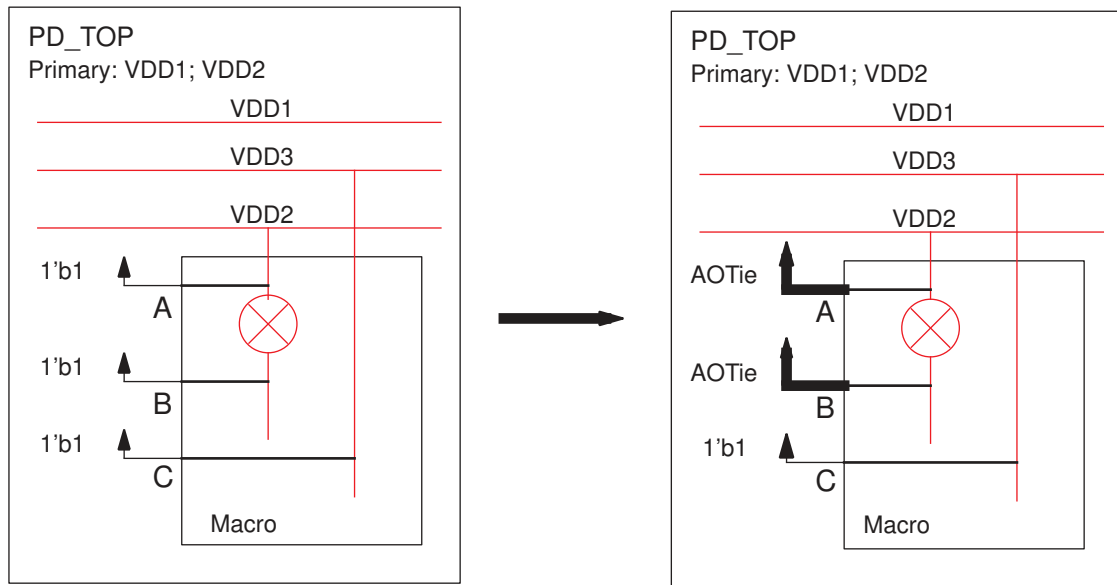 PD_TOP
Primary: VDD1; VDD2
VDD1
VDD3
VDD2
1'b1
A
1'b1
B
1'b1
C
Macro
PD_TOP
Primary: VDD1; VDD2
VDD1
VDD3
VDD2
AOTie
A
AOTie
B
1'b1
C
Macro